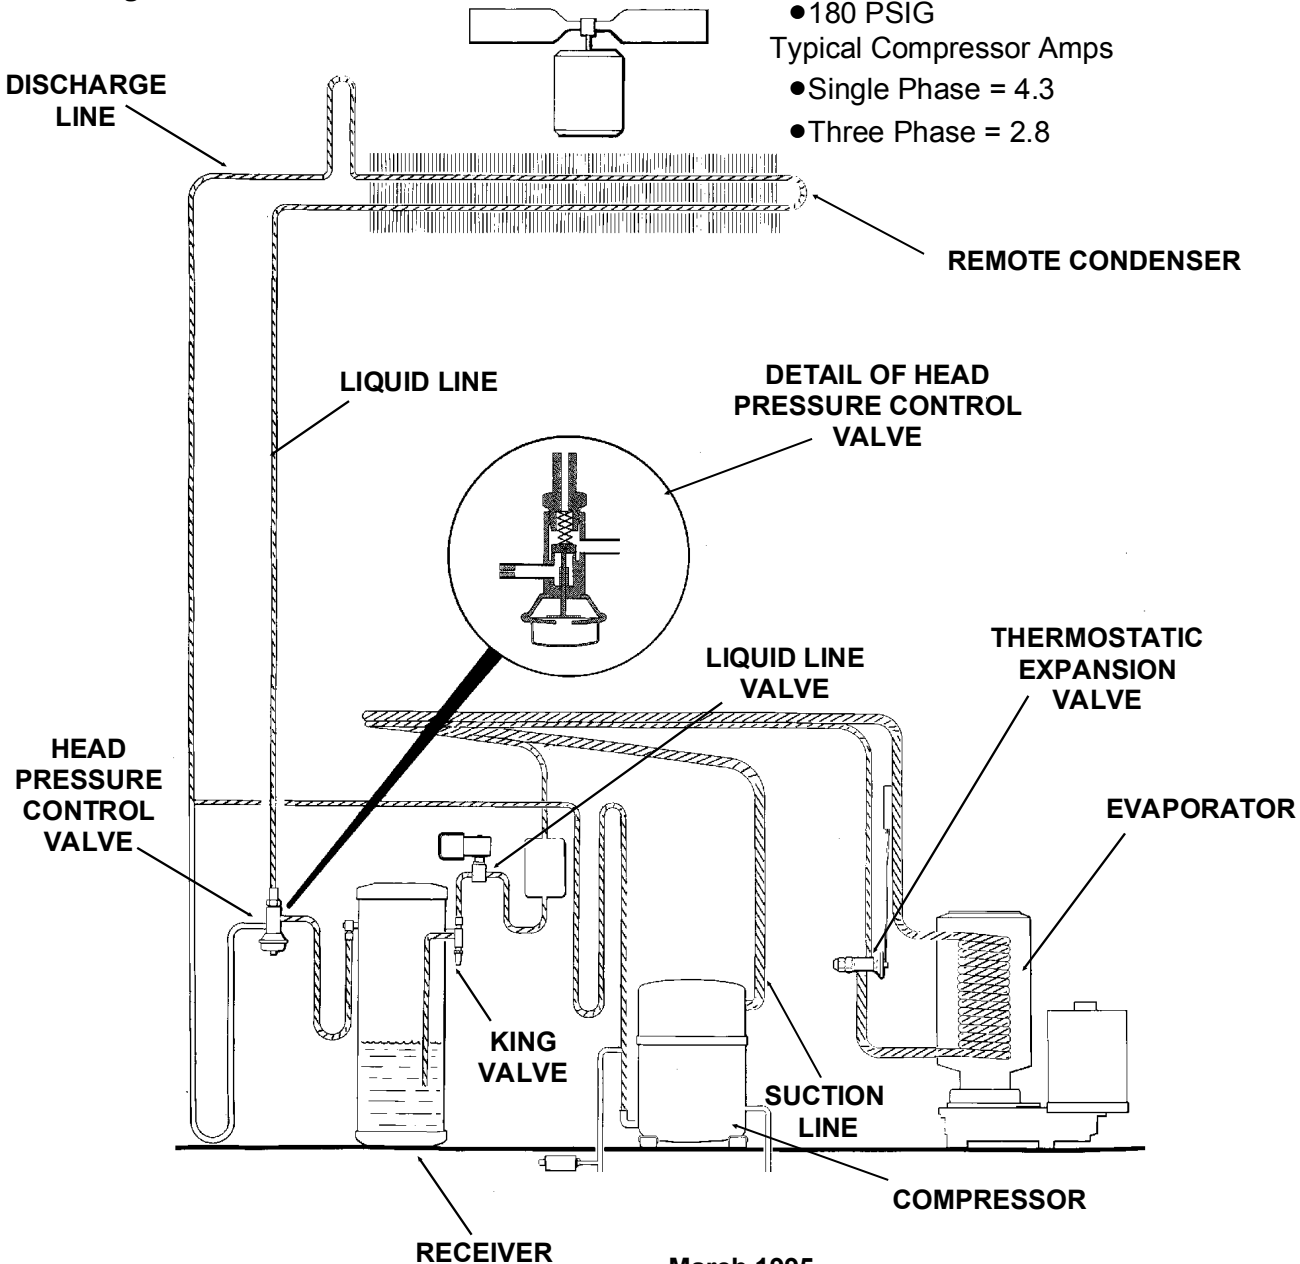 ●180 PSIG
Typical Compressor Amps
●Single Phase = 4.3
●Three Phase = 2.8
DISCHARGE
LINE
REMOTE CONDENSER
LIQUID LINE
DETAIL OF HEAD
PRESSURE CONTROL
VALVE
LIQUID LINE
VALVE
THERMOSTATIC
EXPANSION
VALVE
HEAD
PRESSURE
CONTROL
VALVE
EVAPORATOR
KING
VALVE
SUCTION
LINE
COMPRESSOR
RECEIVER
March 1995